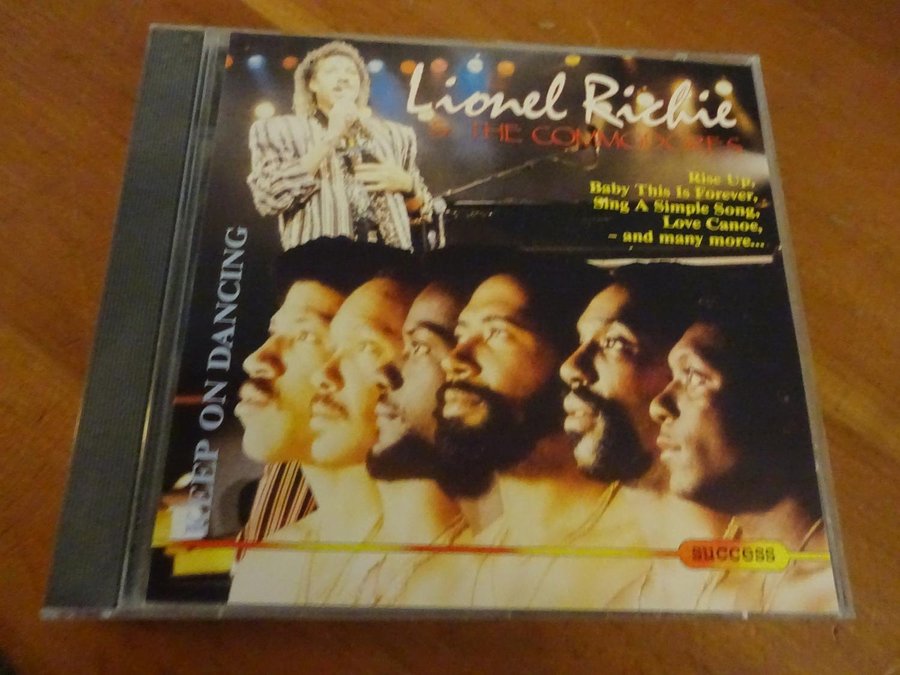 Lionel Richie
& THE COMMODORES
Rise Up,
Baby This Is Forever,
Sing A Simple Song,
Love Canoe,
- and many more...
KEEP ON DANCING
success